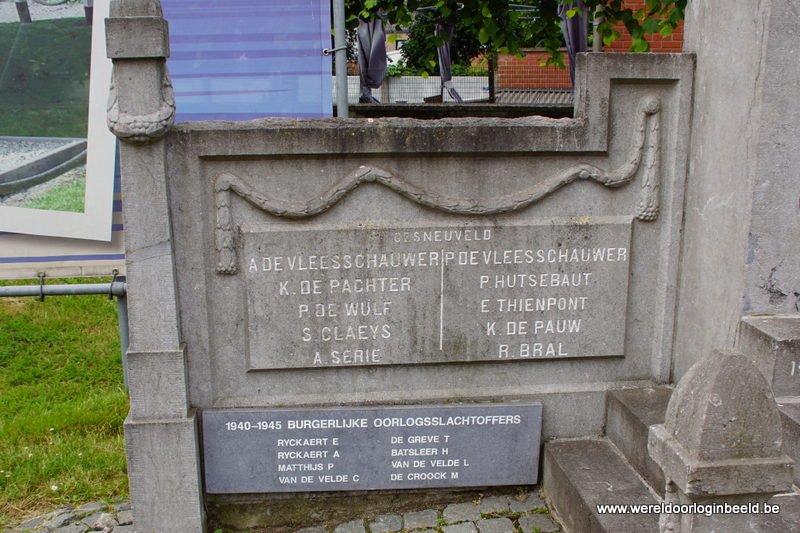 GESNEUVELD
A DE VLEESSCHAUWER
K. DE PACHTER
P. DE WULF
S. CLAEYS
A. SERIE
P. DE VLEESSCHAUWER
P. HUTSEBAUT
E THIENPONT
K. DE PAUW
R. BRAL
1940-1945 BURGERLIJKE OORLOGSSLACHTOFFERS
RYCKAERT E
RYCKAERT A
MATTHIJS P
VAN DE VELDE C
DE GREVE T
BATSLEER H
VAN DE VELDE L
DE CROOCK M
www.wereldoorloginbeeld.be